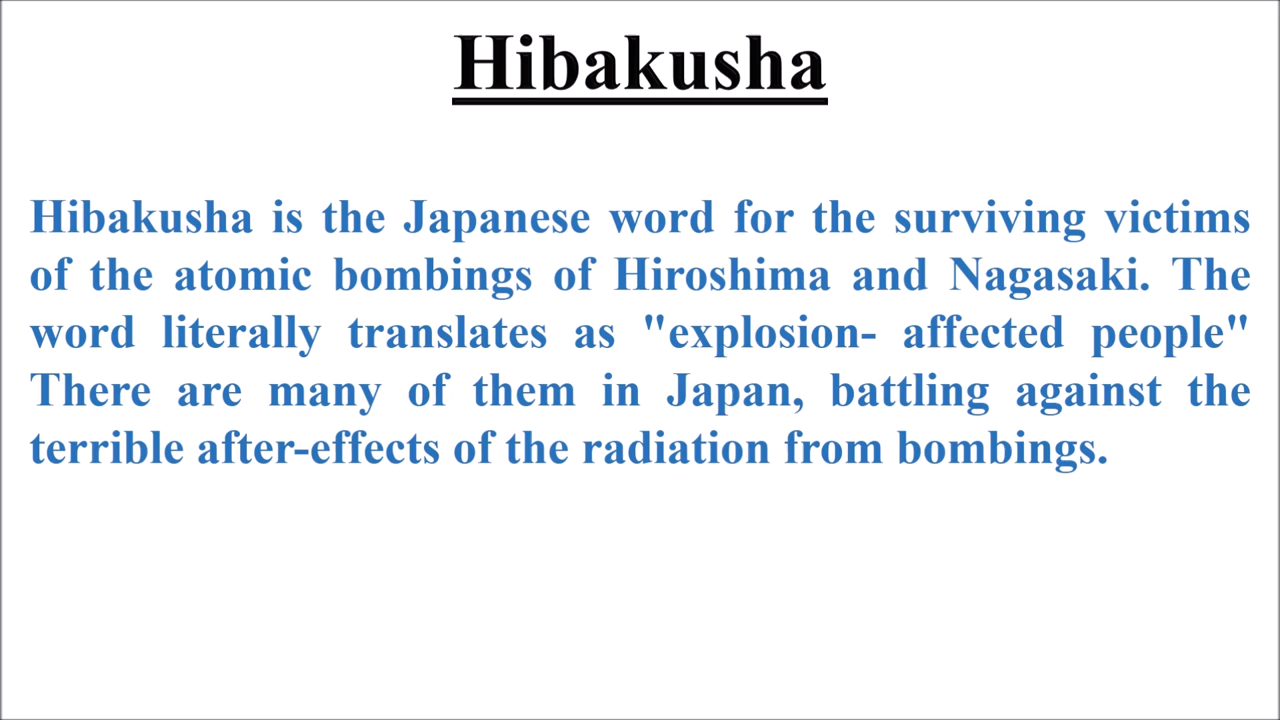 Hibakusha
Hibakusha is the Japanese word for the surviving victims
of the atomic bombings of Hiroshima and Nagasaki. The
word literally translates as "explosion- affected people"
There are many of them in Japan, battling against the
terrible after-effects of the radiation from bombings.